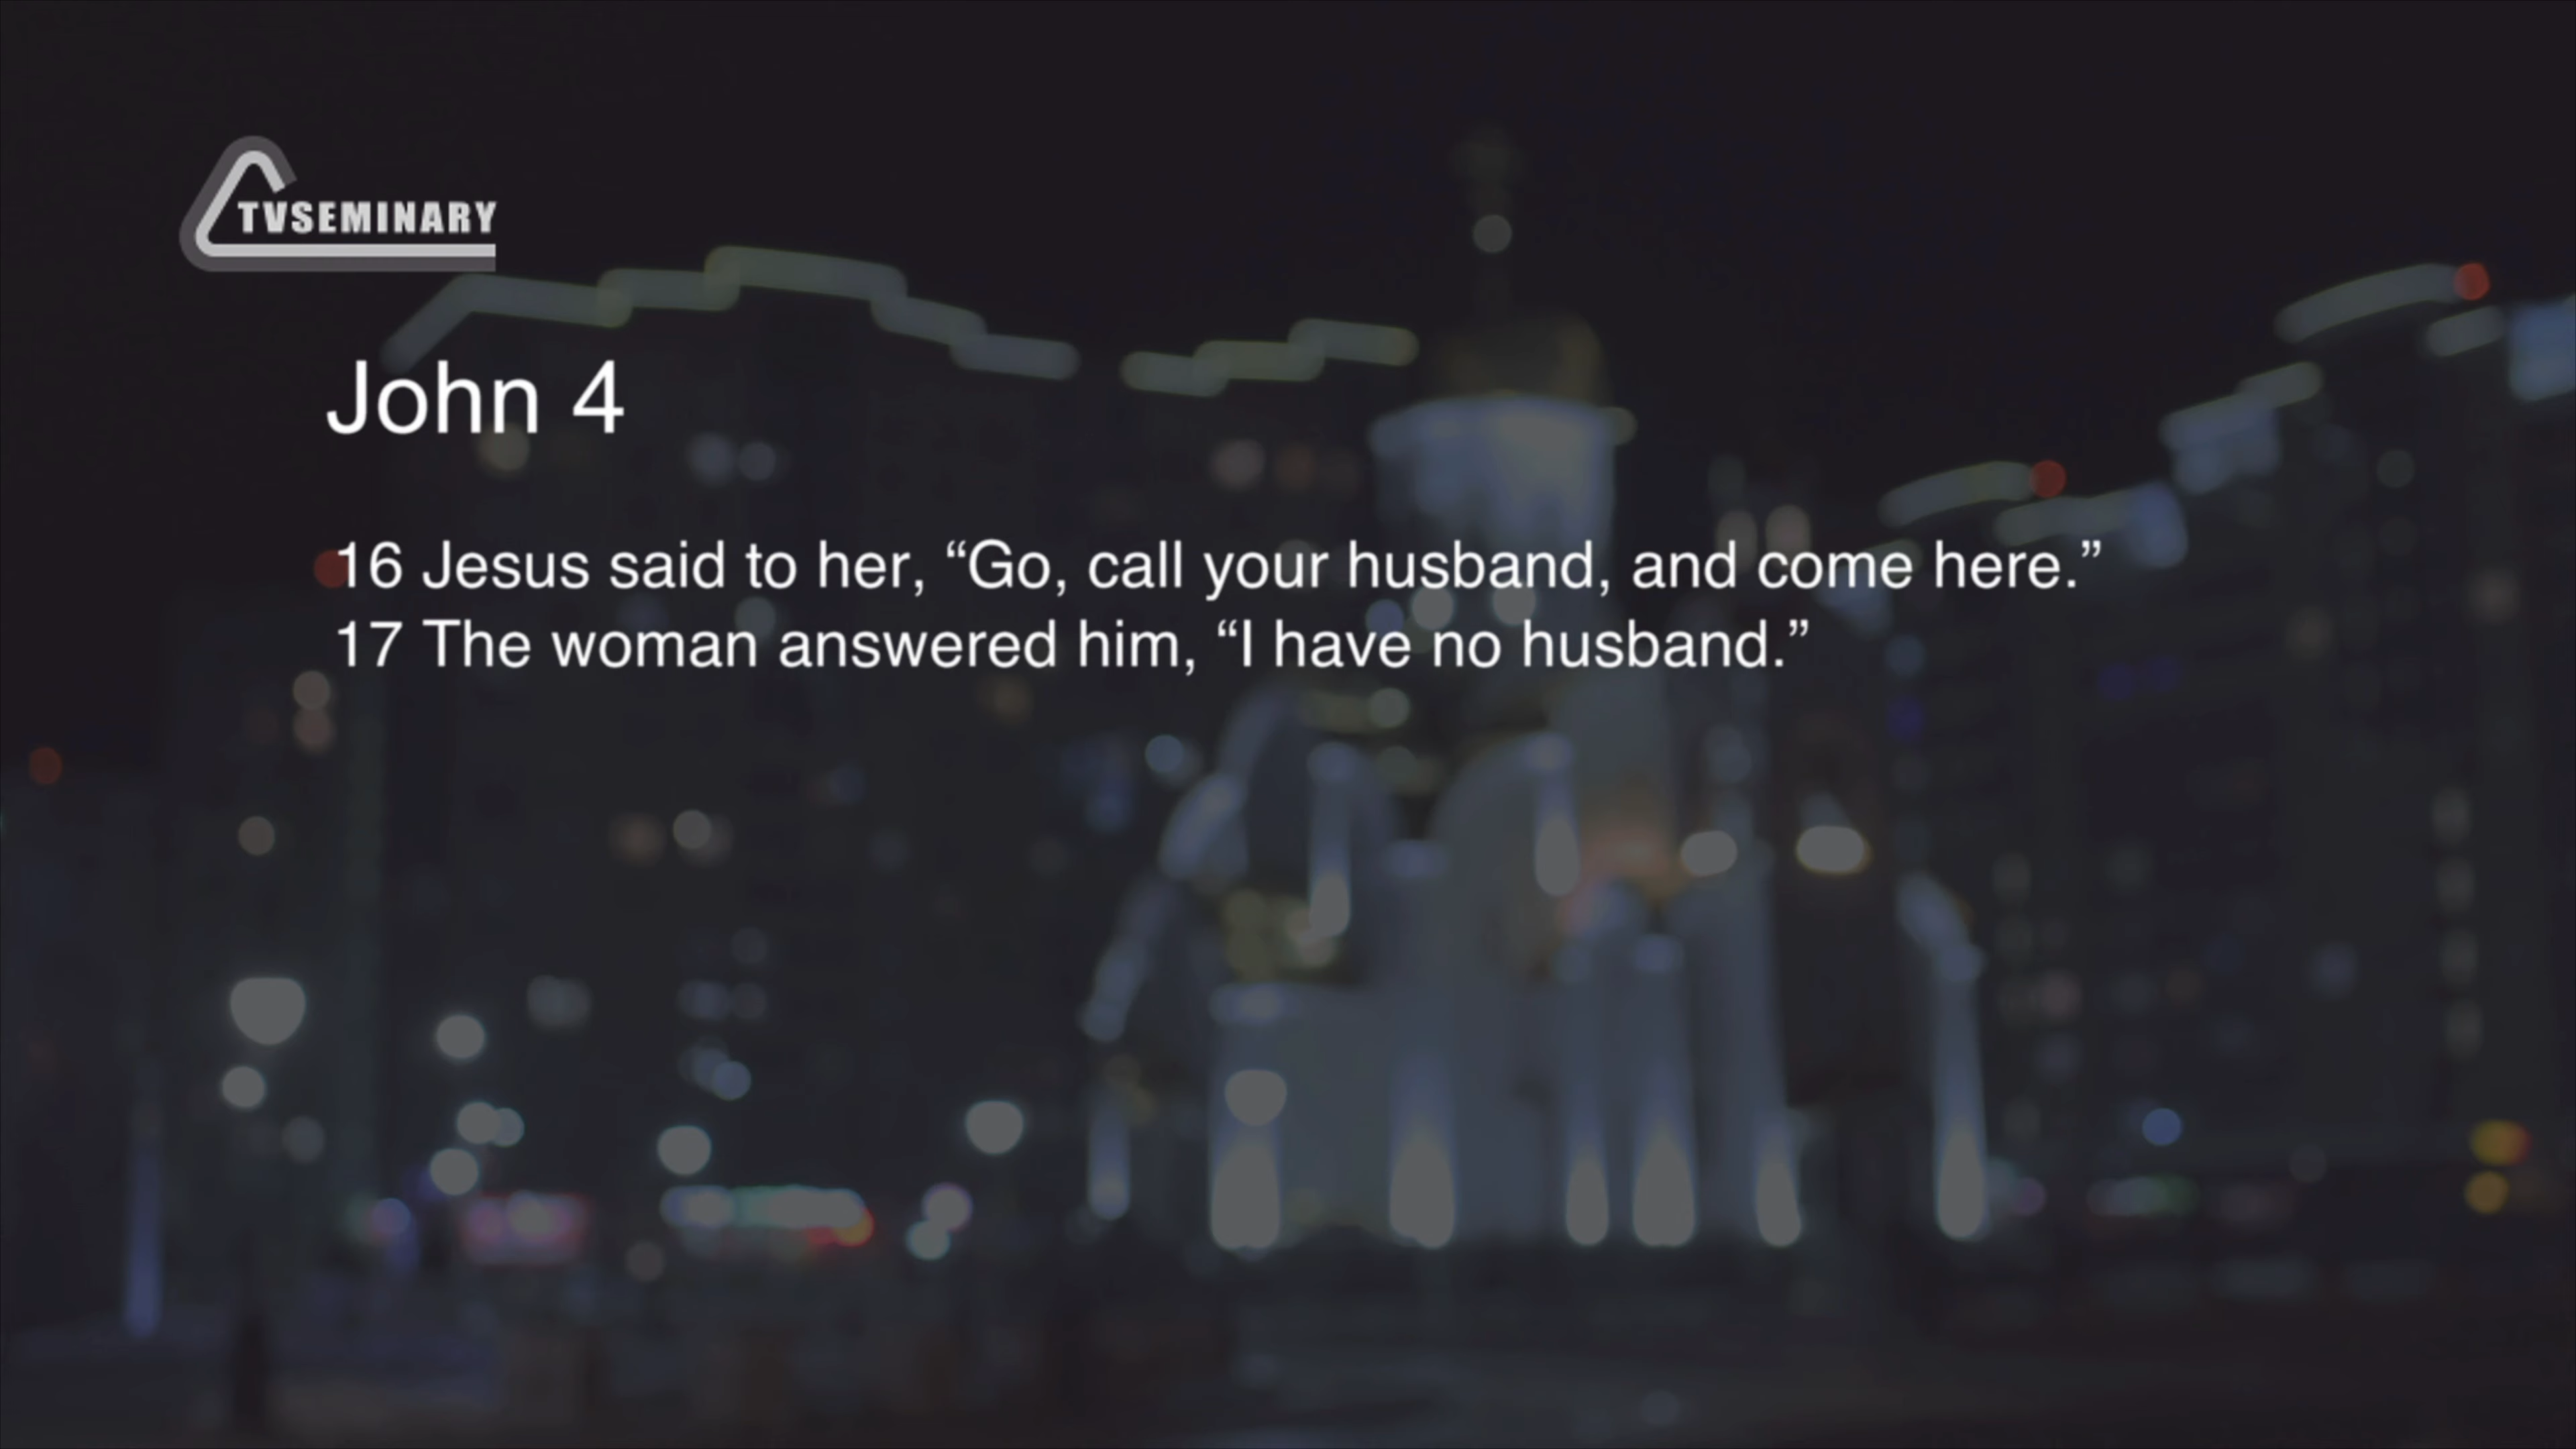 TVSEMINARY
John 4
16 Jesus said to her, “Go, call your husband, and come here.”
17 The woman answered him, “I have no husband.”